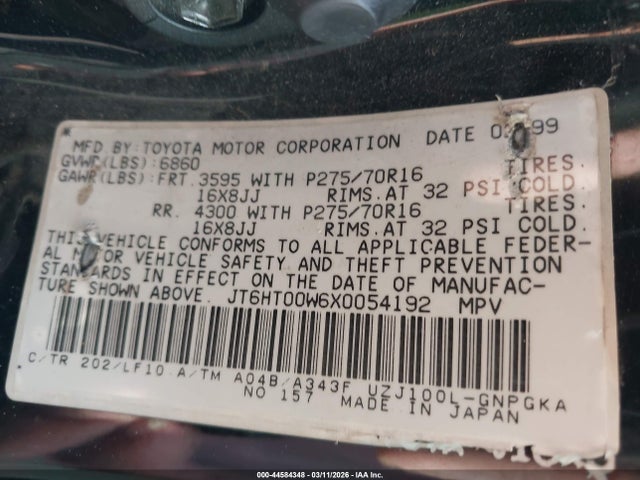 MFD BY: TOYOTA MOTOR CORPORATION DATE 99
GVWR(LBS): 6860
GAWR(LBS): FRT. 3595 WITH P275/70R16 TIRES.
16X8JJ RIMS. AT 32 PSI COLD.
RR. 4300 WITH P275/70R16 TIRES.
16X8JJ RIMS. AT 32 PSI COLD.
THIS VEHICLE CONFORMS TO ALL APPLICABLE FEDER-
AL MOTOR VEHICLE SAFETY AND THEFT PREVENTION
STANDARDS IN EFFECT ON THE DATE OF MANUFAC-
TURE SHOWN ABOVE. JT6HT00W6X0054192 MPV
C/TR 202/LF10 A/TM A04B/A343F UZJ100L-GNPGKA
NO 157 MADE IN JAPAN
000-44584348 - 03/11/2026 - IAA Inc.